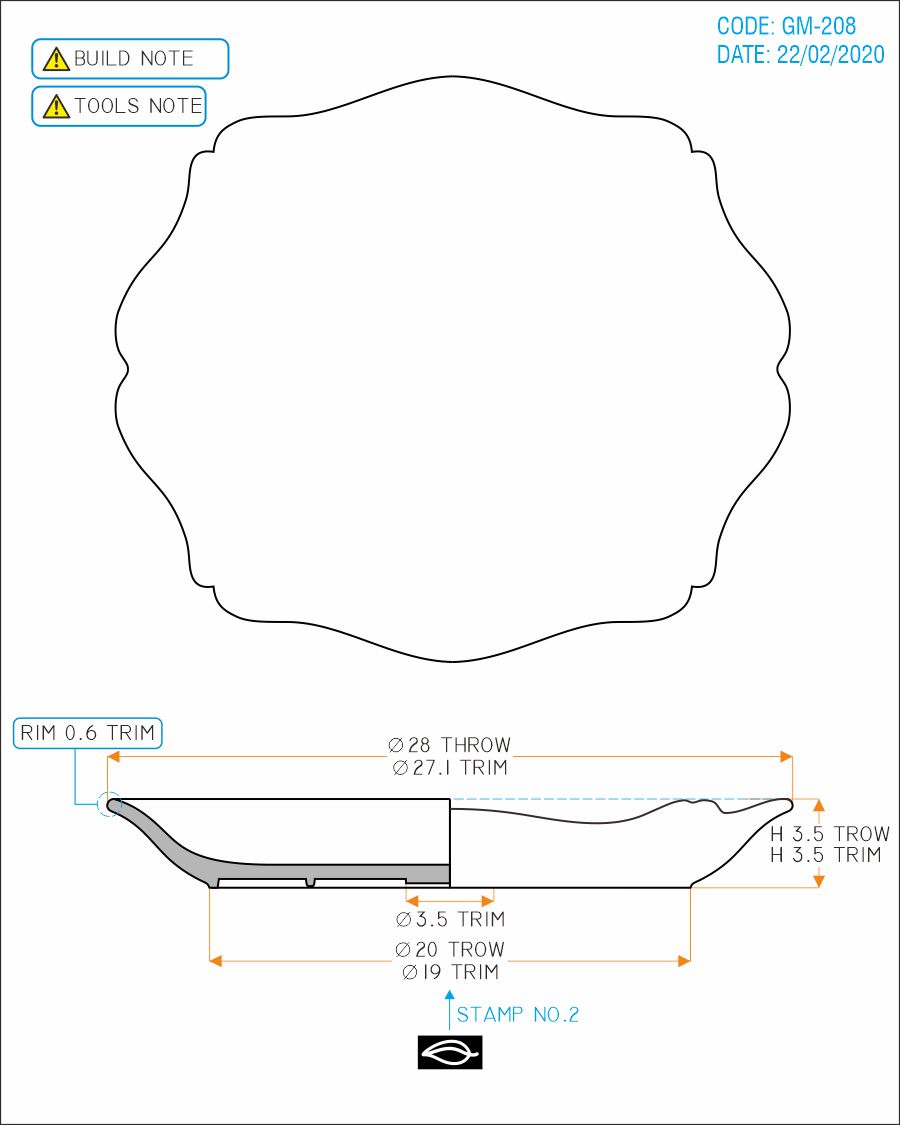 CODE: GM-208
DATE: 22/02/2020
BUILD NOTE
TOOLS NOTE
RIM 0.6 TRIM
∅28 THROW
∅27.1 TRIM
H 3.5 TROW
H 3.5 TRIM
∅3.5 TRIM
∅20 TROW
∅19 TRIM
STAMP NO.2